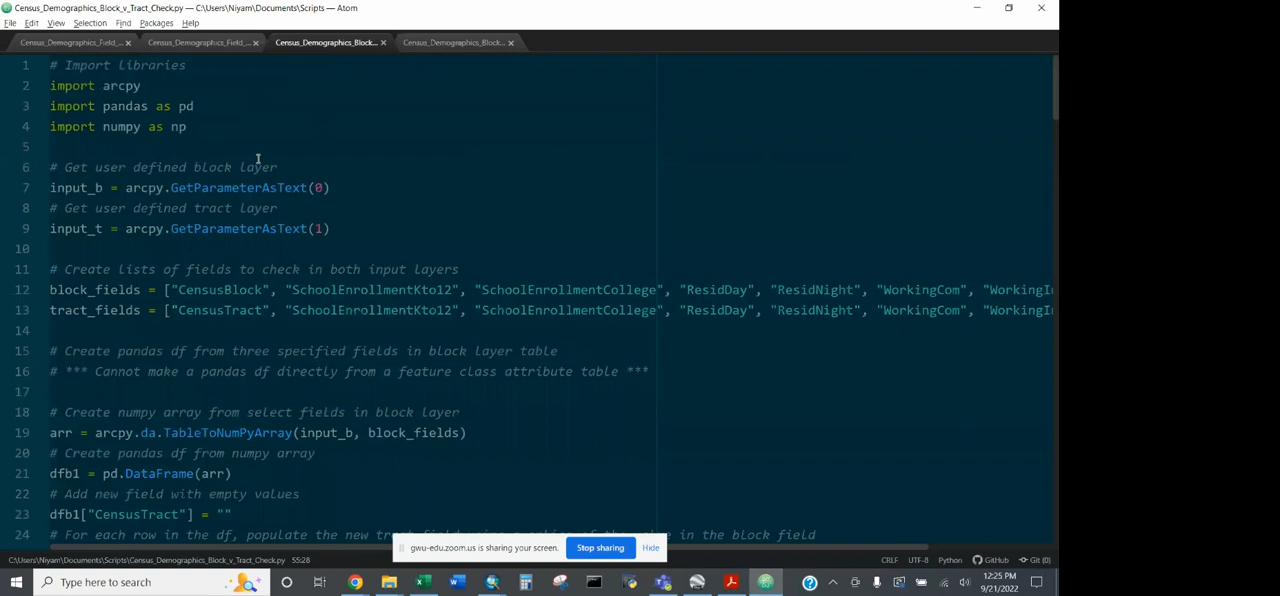 Census_Demographics_Block_v_Tract_Check.py — C:\Users\Niyam\Documents\Scripts — Atom
File Edit View Selection Find Packages Help
Census_Demographics_Field_... Census_Demographics_Field_... Census_Demographics_Block... Census_Demographics_Block...
1 # Import libraries
2 import arcpy
3 import pandas as pd
4 import numpy as np
5
6 # Get user defined block layer
7 input_b = arcpy.GetParameterAsText(0)
8 # Get user defined tract layer
9 input_t = arcpy.GetParameterAsText(1)
10
11 # Create lists of fields to check in both input layers
12 block_fields = ["CensusBlock", "SchoolEnrollmentKto12", "SchoolEnrollmentCollege", "ResidDay", "ResidNight", "WorkingCom", "WorkingIn
13 tract_fields = ["CensusTract", "SchoolEnrollmentKto12", "SchoolEnrollmentCollege", "ResidDay", "ResidNight", "WorkingCom", "WorkingIn
14
15 # Create pandas df from three specified fields in block layer table
16 # *** Cannot make a pandas df directly from a feature class attribute table ***
17
18 # Create numpy array from select fields in block layer
19 arr = arcpy.da.TableToNumPyArray(input_b, block_fields)
20 # Create pandas df from numpy array
21 dfb1 = pd.DataFrame(arr)
22 # Add new field with empty values
23 dfb1["CensusTract"] = ""
24 # For each row in the df, populate the new tract field in the block field
gwu-edu.zoom.us is sharing your screen. Stop sharing Hide
C:\Users\Niyam\Documents\Scripts\Census_Demographics_Block_v_Tract_Check.py 55:28 CRLF UTF-8 Python GitHub Git (0)
Type here to search
12:25 PM
9/21/2022